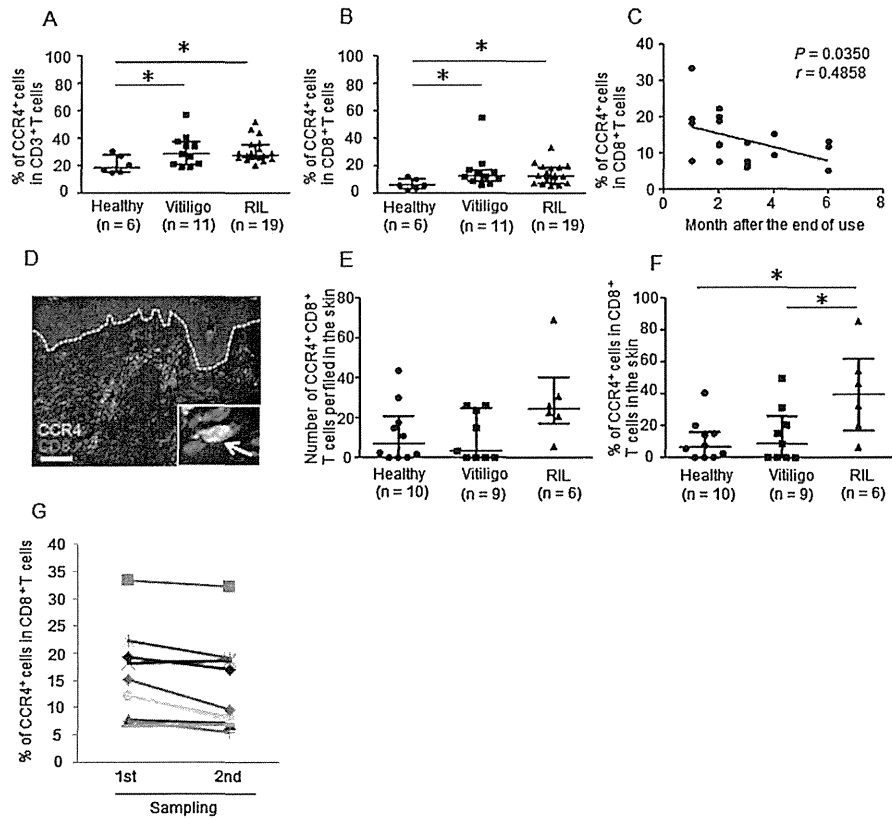 A
% of CCR4⁺ cells
in CD3⁺ T cells
100
80
60
40
20
0
*
*
Healthy
(n = 6)
Vitiligo
(n = 11)
RIL
(n = 19)
B
% of CCR4⁺ cells
in CD8⁺ T cells
100
80
60
40
20
0
*
*
Healthy
(n = 6)
Vitiligo
(n = 11)
RIL
(n = 19)
C
% of CCR4⁺ cells
in CD8⁺ T cells
40
30
20
10
0
P = 0.0350
r = 0.4858
0 2 4 6 8
Month after the end of use
D
CCR4
CD8
E
Number of CCR4⁺ CD8⁺
T cells per filed in the skin
80
60
40
20
0
Healthy
(n = 10)
Vitiligo
(n = 9)
RIL
(n = 6)
F
% of CCR4⁺ cells in CD8⁺
T cells in the skin
100
80
60
40
20
0
*
*
Healthy
(n = 10)
Vitiligo
(n = 9)
RIL
(n = 6)
G
% of CCR4⁺ cells in CD8⁺ T cells
40
35
30
25
20
15
10
5
0
1st 2nd
Sampling